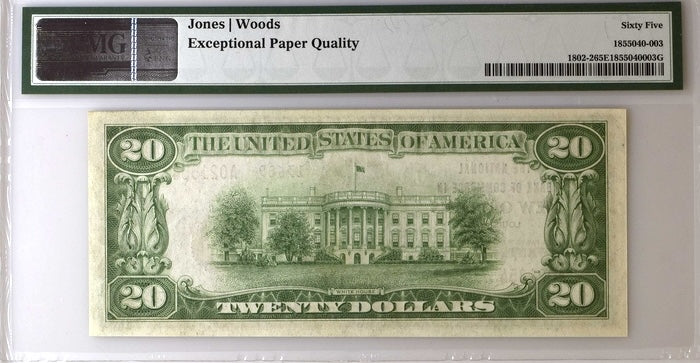 Jones | Woods
Exceptional Paper Quality
Sixty Five
1855040-003
1802-265E1855040003G
THE UNITED STATES OF AMERICA
20 20
WHITE HOUSE
20 20
TWENTY DOLLARS